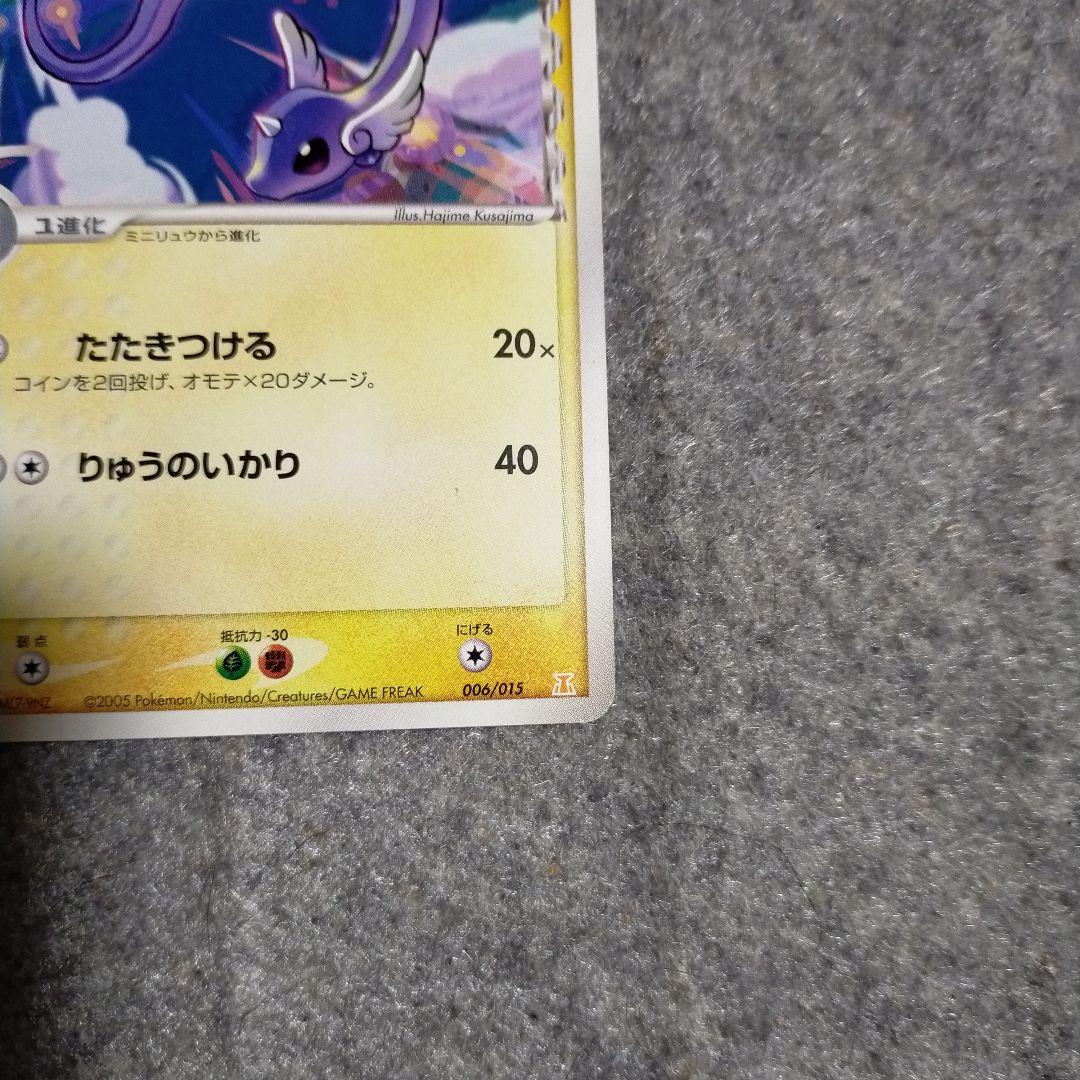 Illus.Hajime Kusajima
1進化
ミニリュウから進化
たたきつける 20×
コインを2回投げ、オモテ×20ダメージ。
りゅうのいかり 40
弱点 抵抗力 -30 にげる
©2005 Pokémon/Nintendo/Creatures/GAME FREAK 006/015